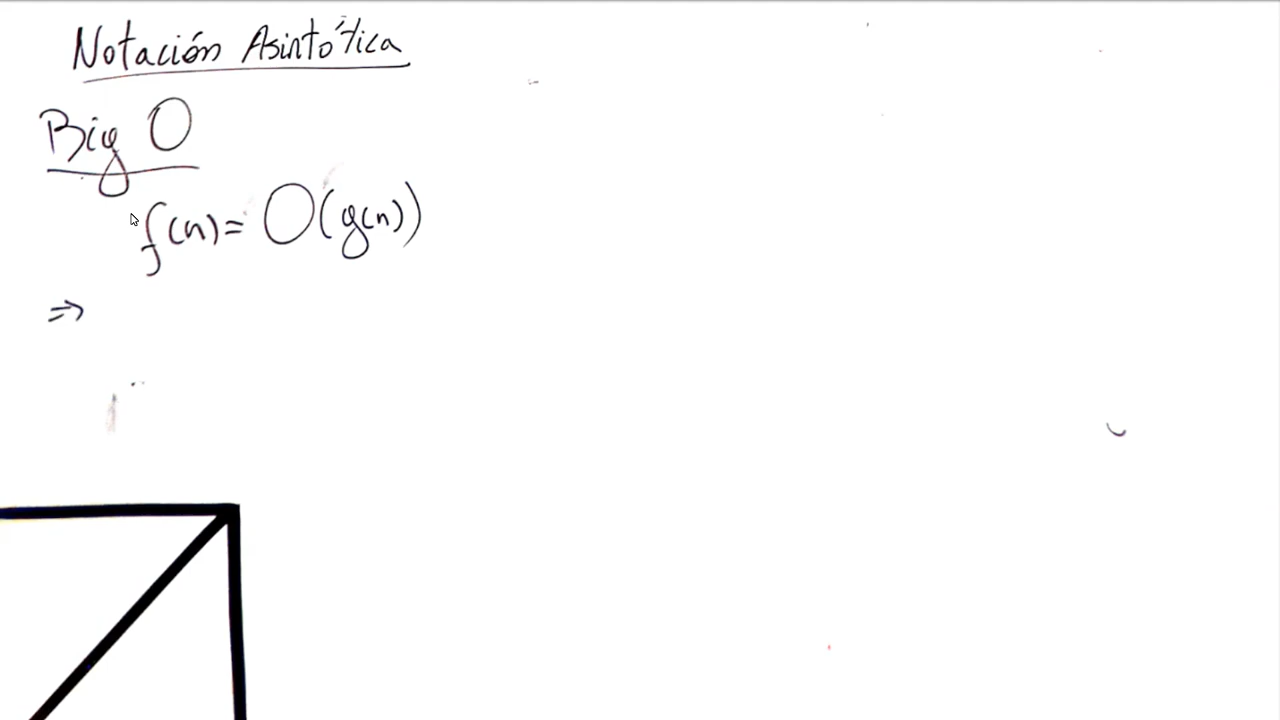 Notación Asintótica
Big O
f(n) = O(g(n))
⇒